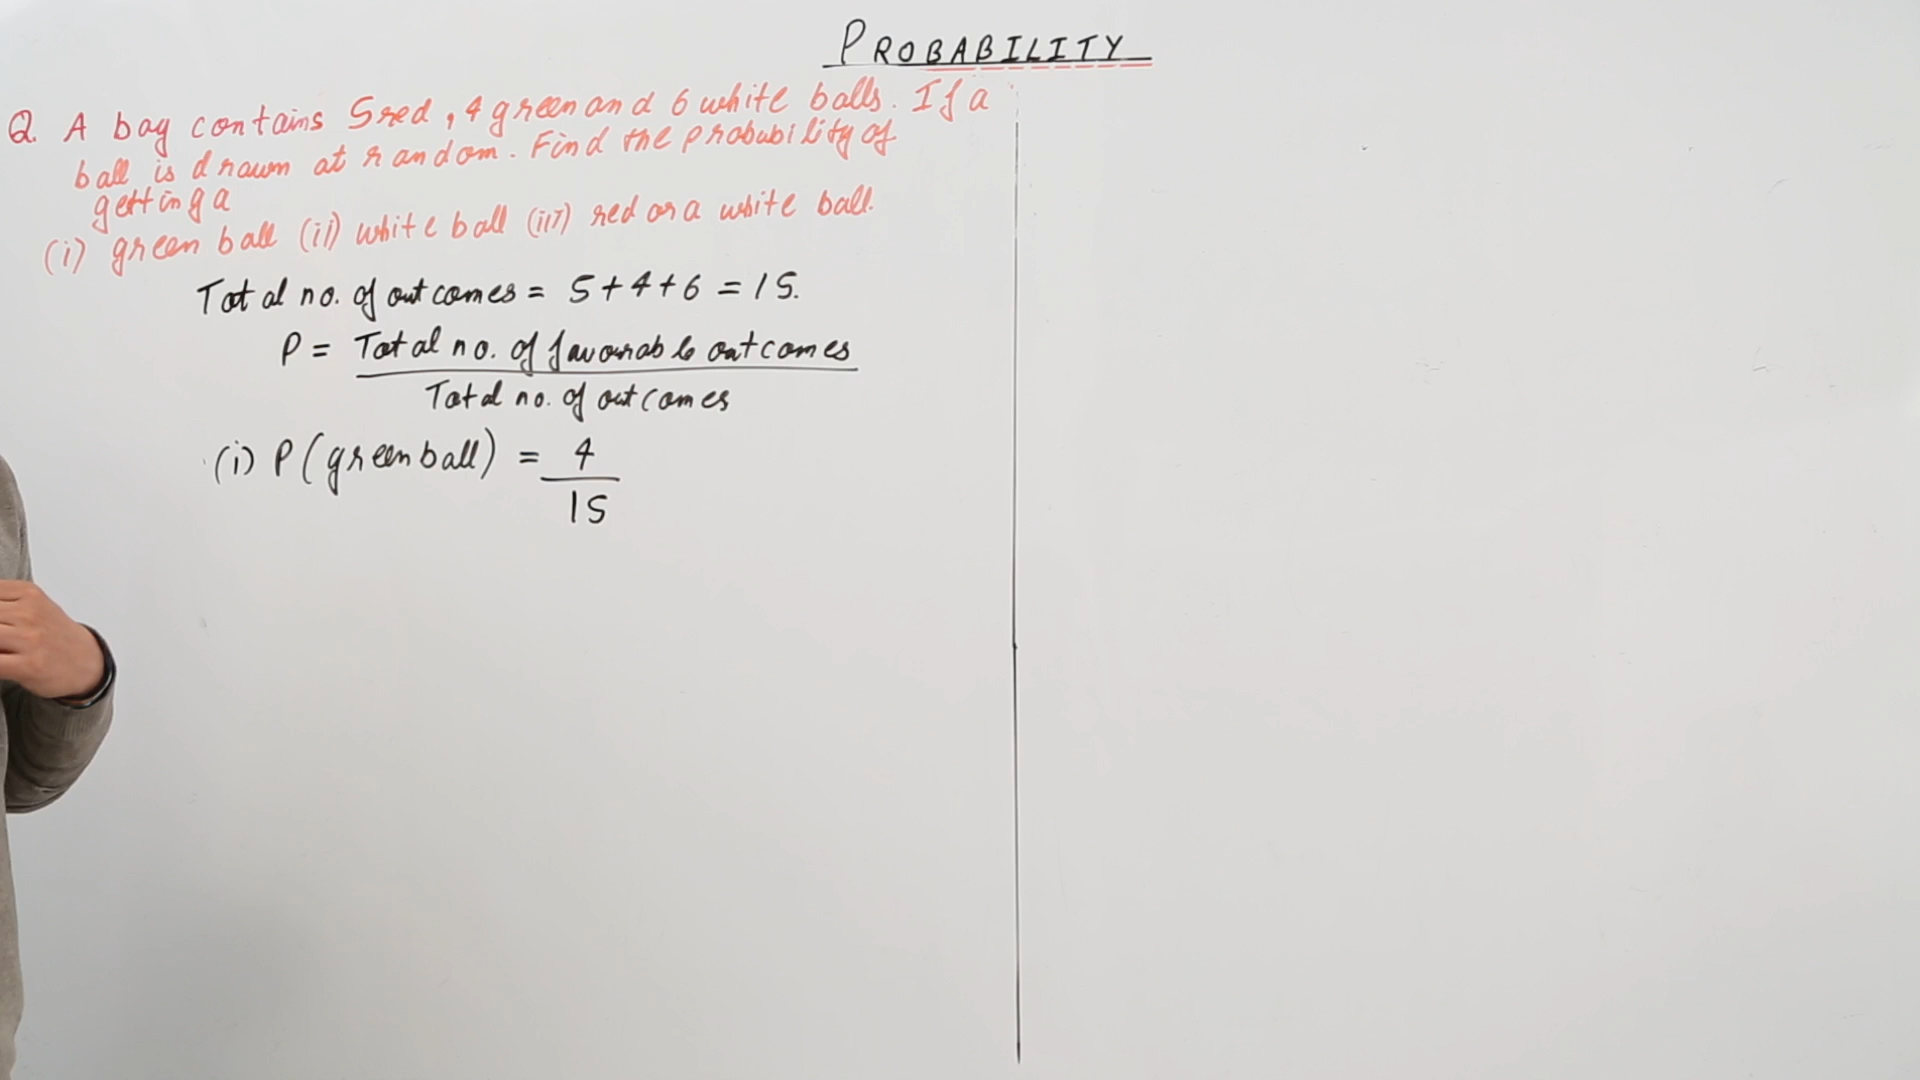 PROBABILITY
Q. A bag contains 5 red, 4 green and 6 white balls. If a
ball is drawn at random. Find the probability of
getting a
(i) green ball (ii) white ball (iii) red or a white ball.
Total no. of outcomes = 5+4+6 = 15.
P = Total no. of favourable outcomes
Total no. of outcomes
(i) P(green ball) = 4
15